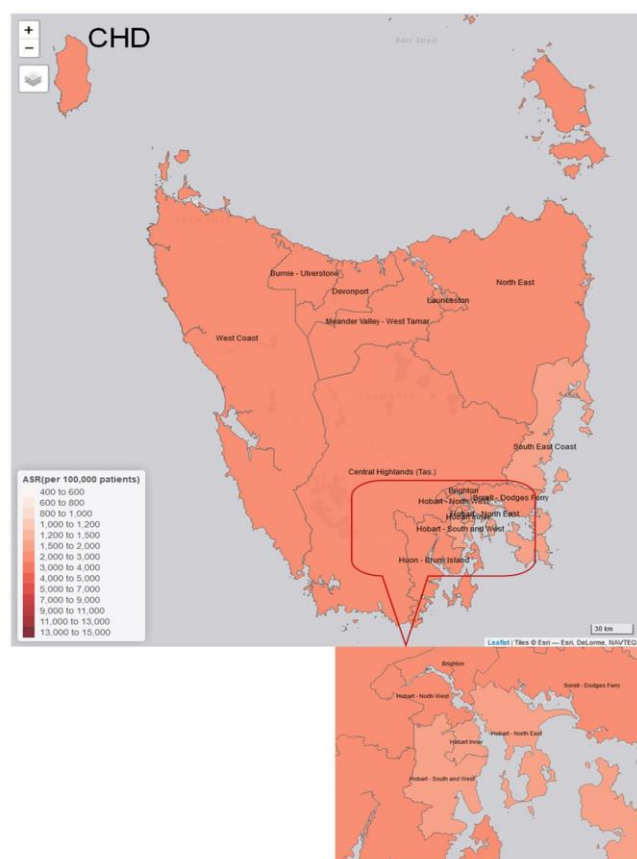 +
CHD
Bass Strait
−
TASMANIA
Burnie - Ulverstone
North East
Devonport
Launceston
Meander Valley - West Tamar
West Coast
TASMANIA
South East Coast
Central Highlands (Tas.)
ASR(per 100,000 patients)
400 to 600
600 to 800
800 to 1,000
1,000 to 1,200
1,200 to 1,500
1,500 to 2,000
2,000 to 3,000
3,000 to 4,000
4,000 to 5,000
5,000 to 7,000
7,000 to 9,000
9,000 to 11,000
11,000 to 13,000
13,000 to 15,000
Brighton
Sorell - Dodges Ferry
Hobart - North West
Hobart - North East
Hobart Inner
Hobart - South and West
Huon - Bruny Island
30 km
Leaflet | Tiles © Esri — Esri, DeLorme, NAVTEQ
Brighton
Sorell - Dodges Ferry
Hobart - North West
Hobart - North East
Hobart Inner
Hobart - South and West